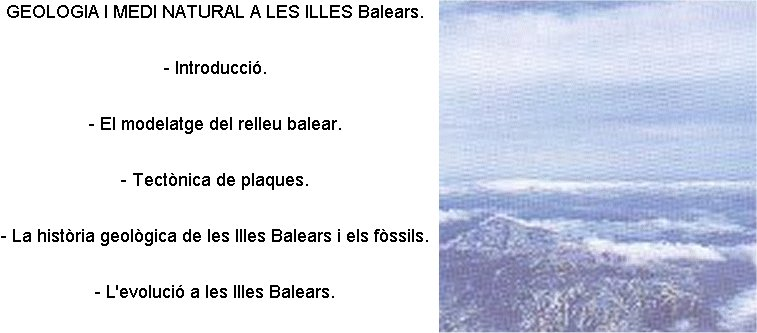 GEOLOGIA I MEDI NATURAL A LES ILLES Balears.
- Introducció.
- El modelatge del relleu balear.
- Tectònica de plaques.
- La història geològica de les Illes Balears i els fòssils.
- L'evolució a les Illes Balears.